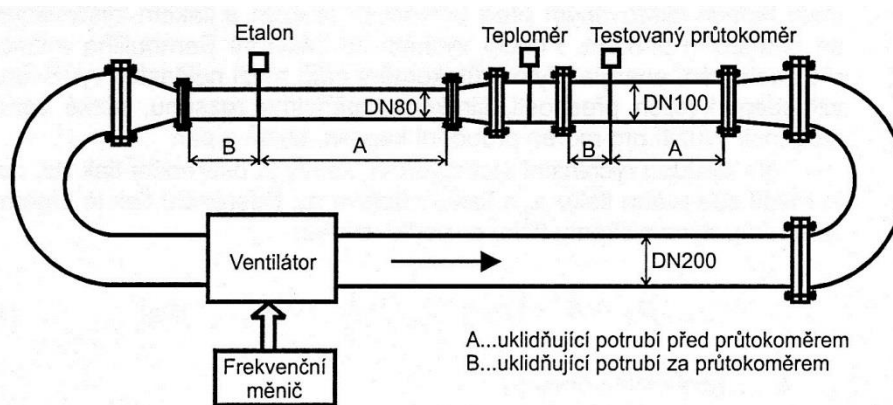 Etalon
Teploměr
Testovaný průtokoměr
DN80
DN100
B
A
B
A
Ventilátor
DN200
Frekvenční
měnič
A...uklidňující potrubí před průtokoměrem
B...uklidňující potrubí za průtokoměrem